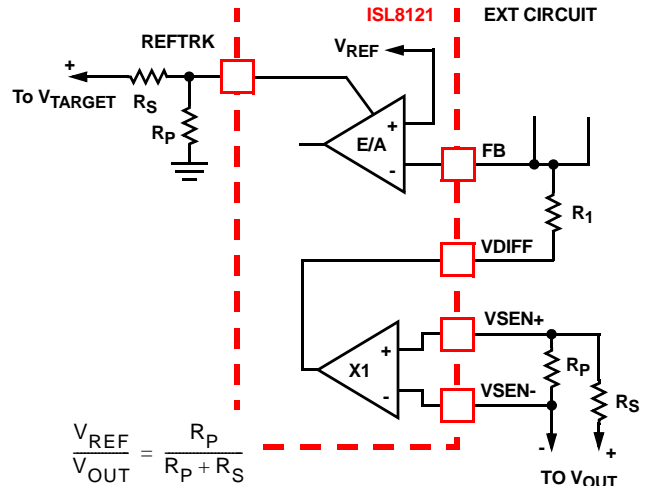 ISL8121 EXT CIRCUIT
REFTRK
VREF
+
To VTARGET
RS
RP
+
E/A
-
FB
R1
VDIFF
VSEN+
+
X1
-
RP
VSEN-
RS
VREF / VOUT = RP / RP + RS
- +
TO VOUT